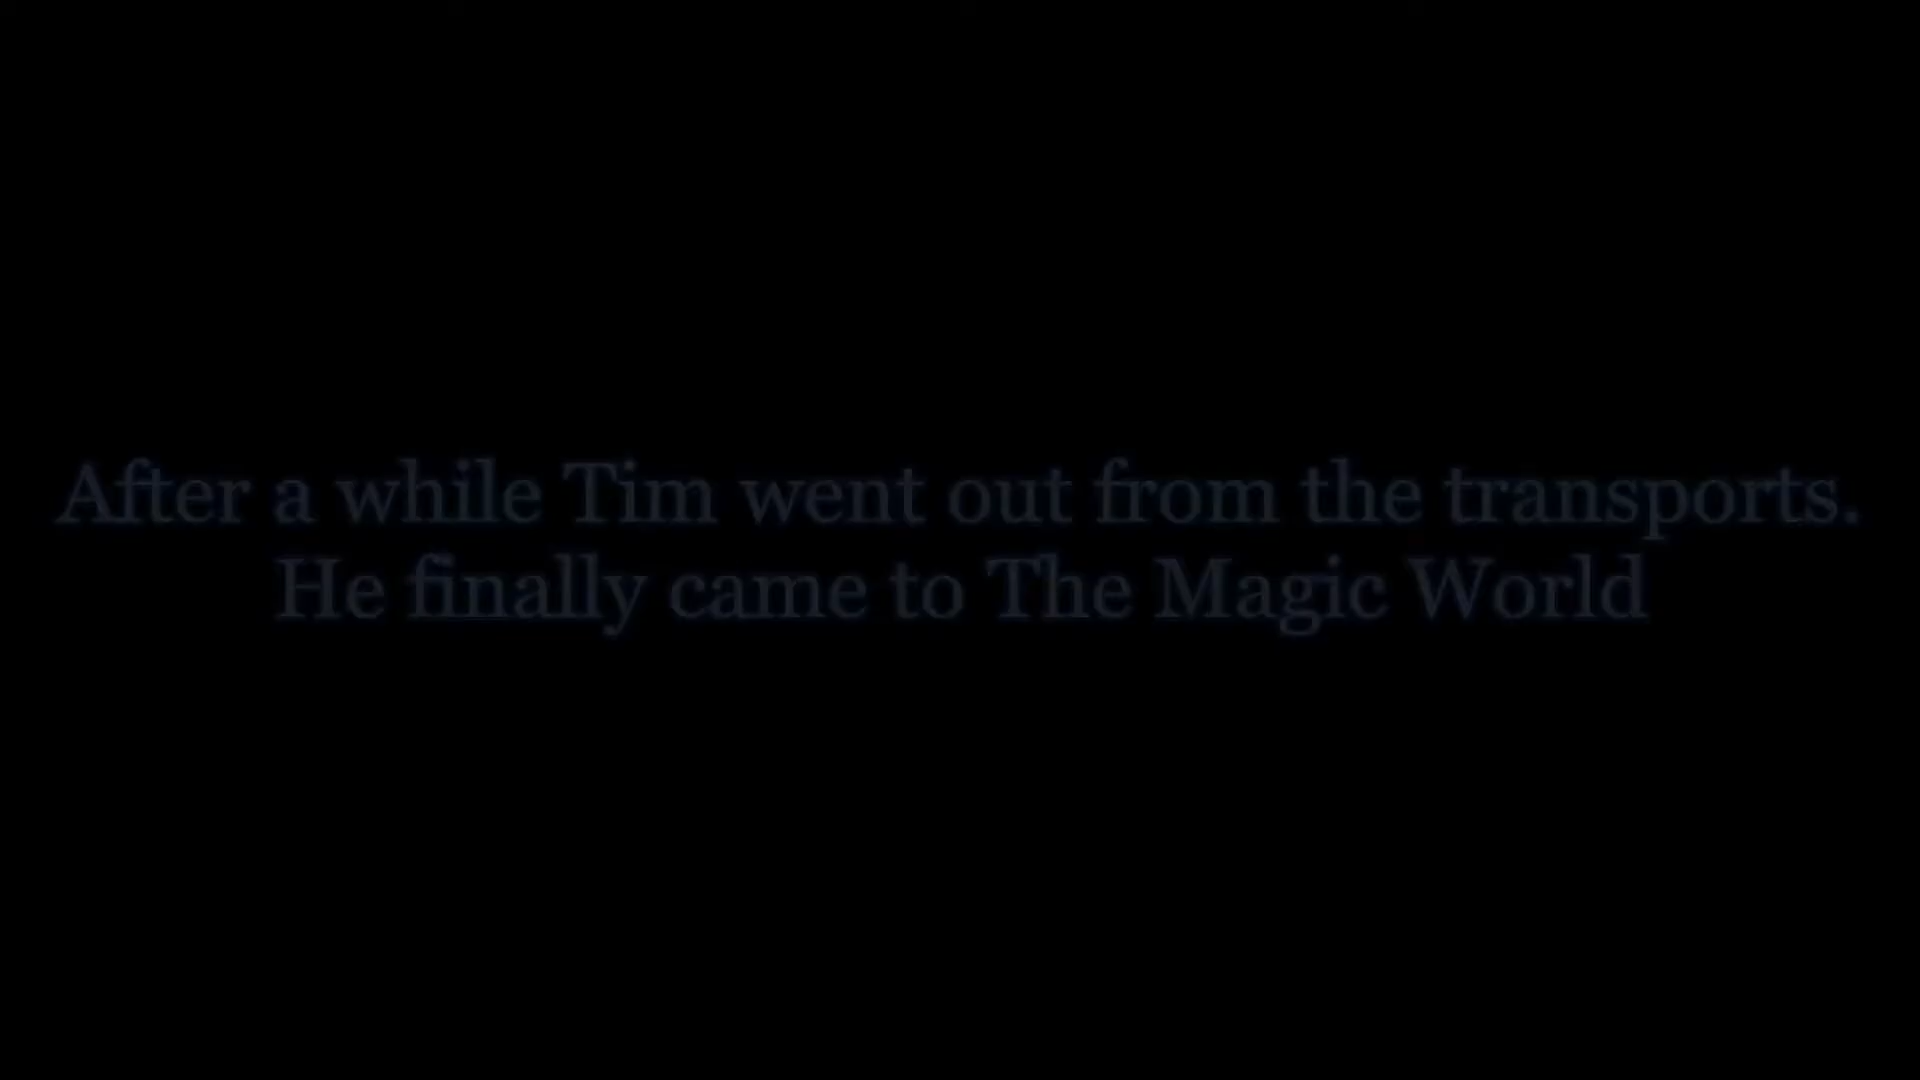 After a while Tim went out from the transports.
He finally came to The Magic World